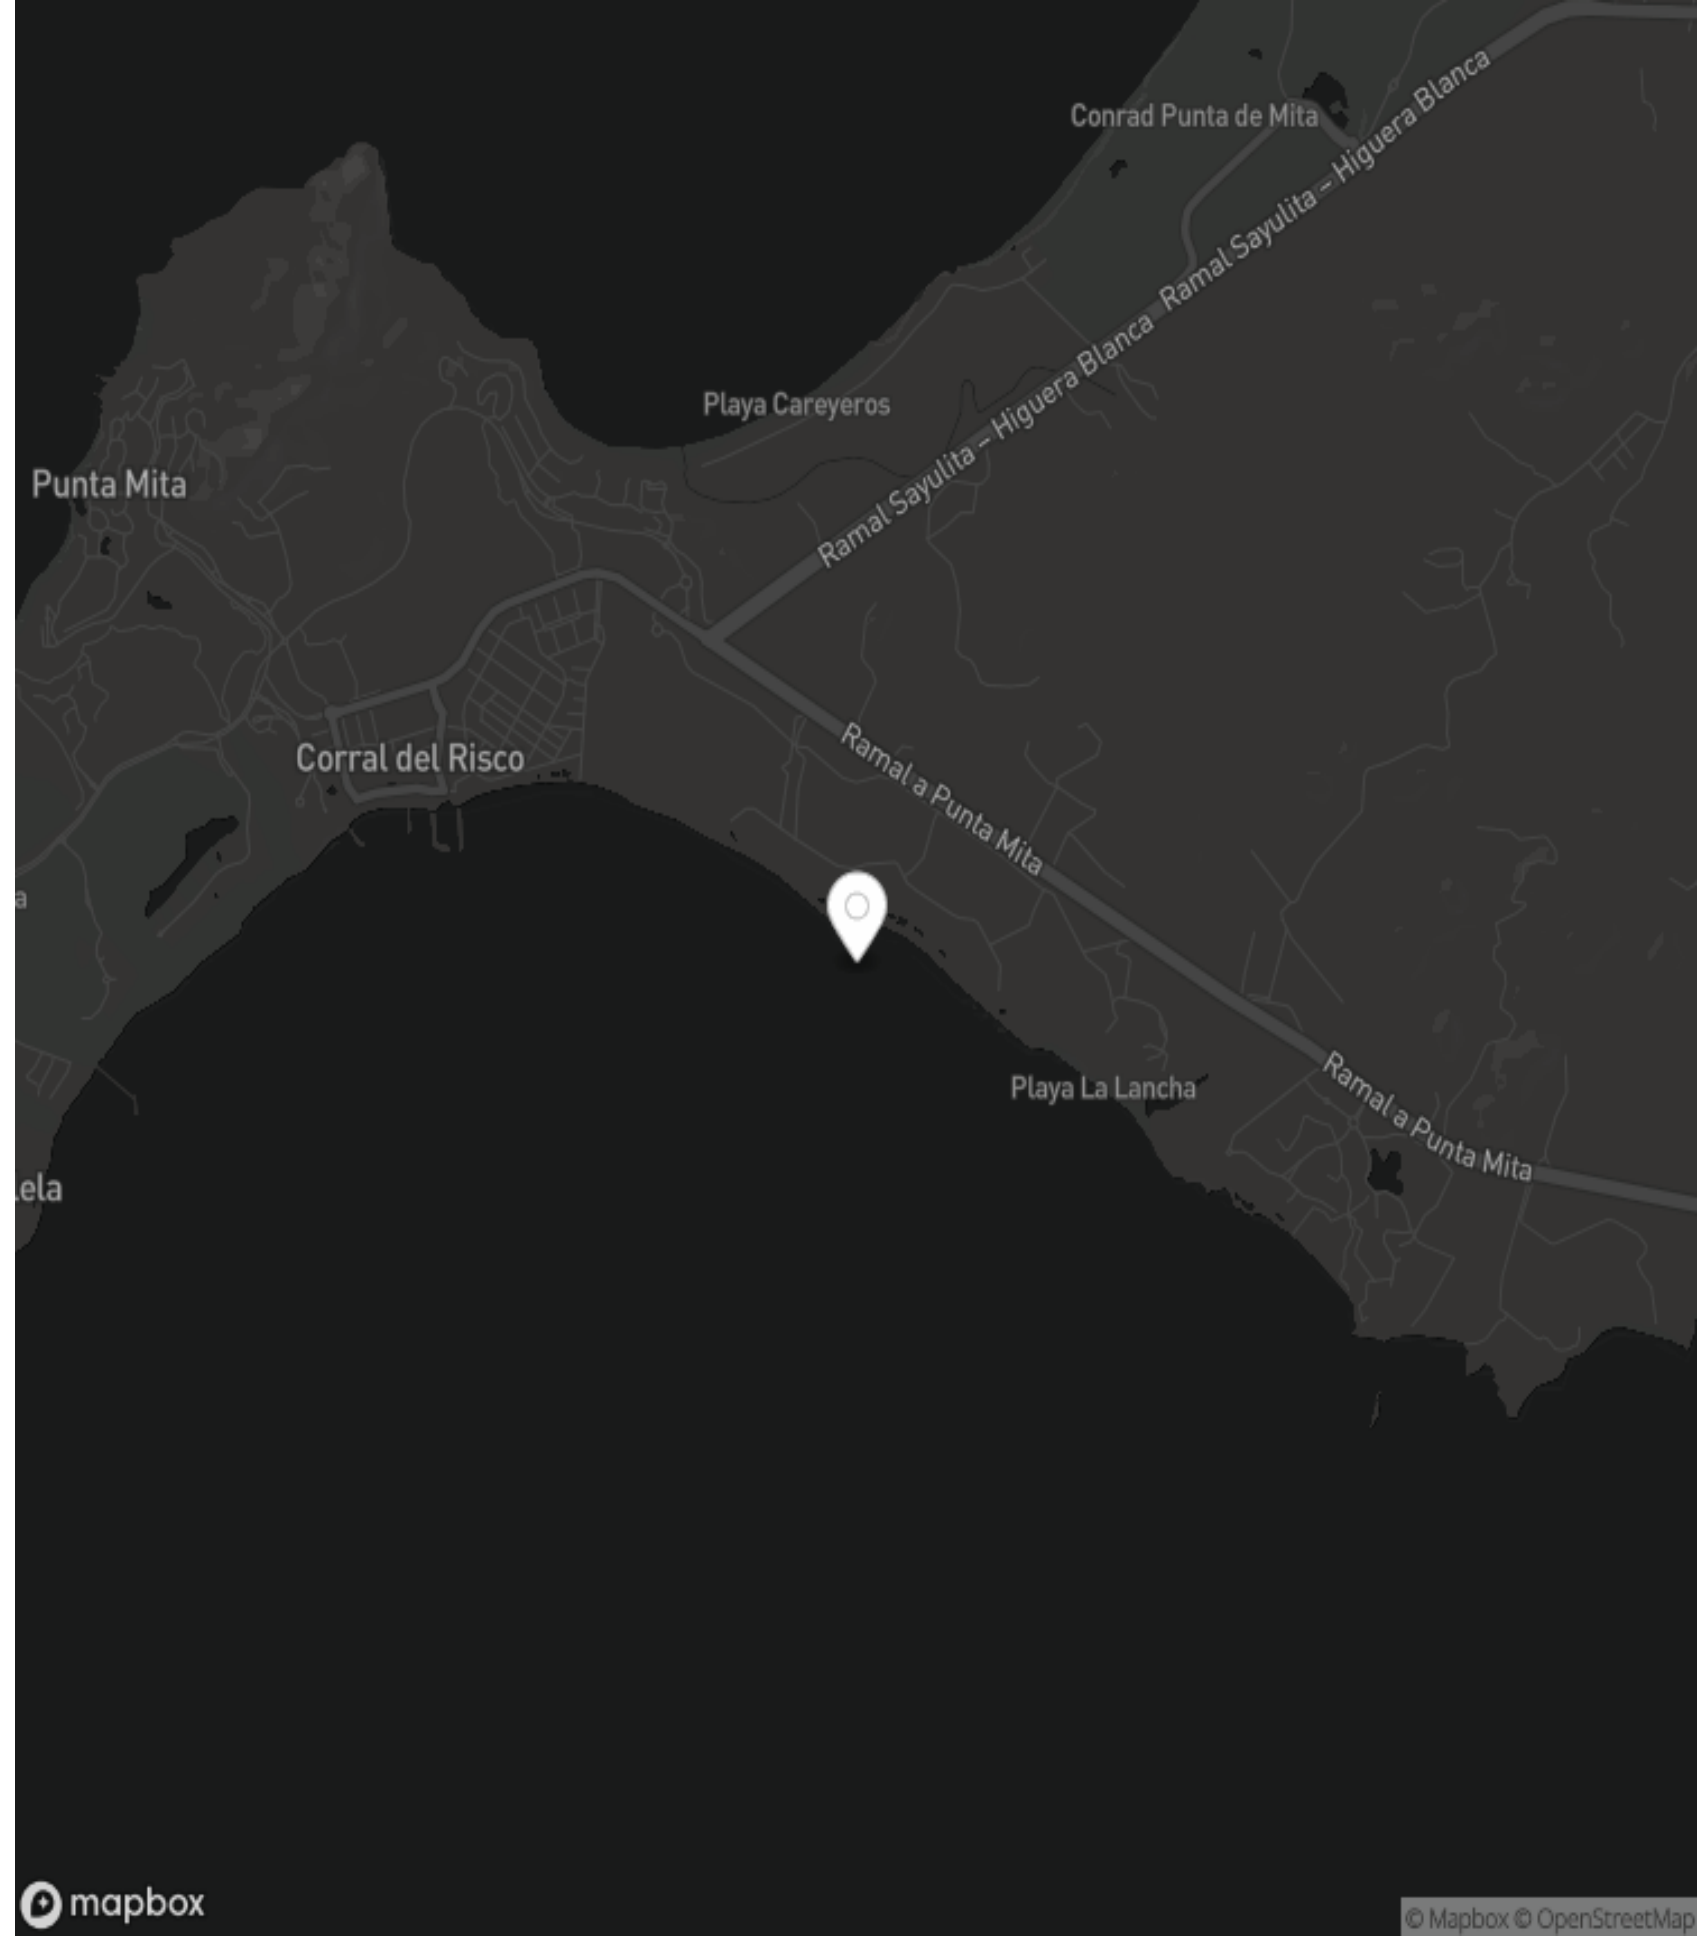 Conrad Punta de Mita
Ramal Sayulita – Higuera Blanca
Ramal Sayulita – Higuera Blanca
Playa Careyeros
Punta Mita
Corral del Risco
Ramal a Punta Mita
a
Playa La Lancha
Ramal a Punta Mita
lela
mapbox
© Mapbox © OpenStreetMap